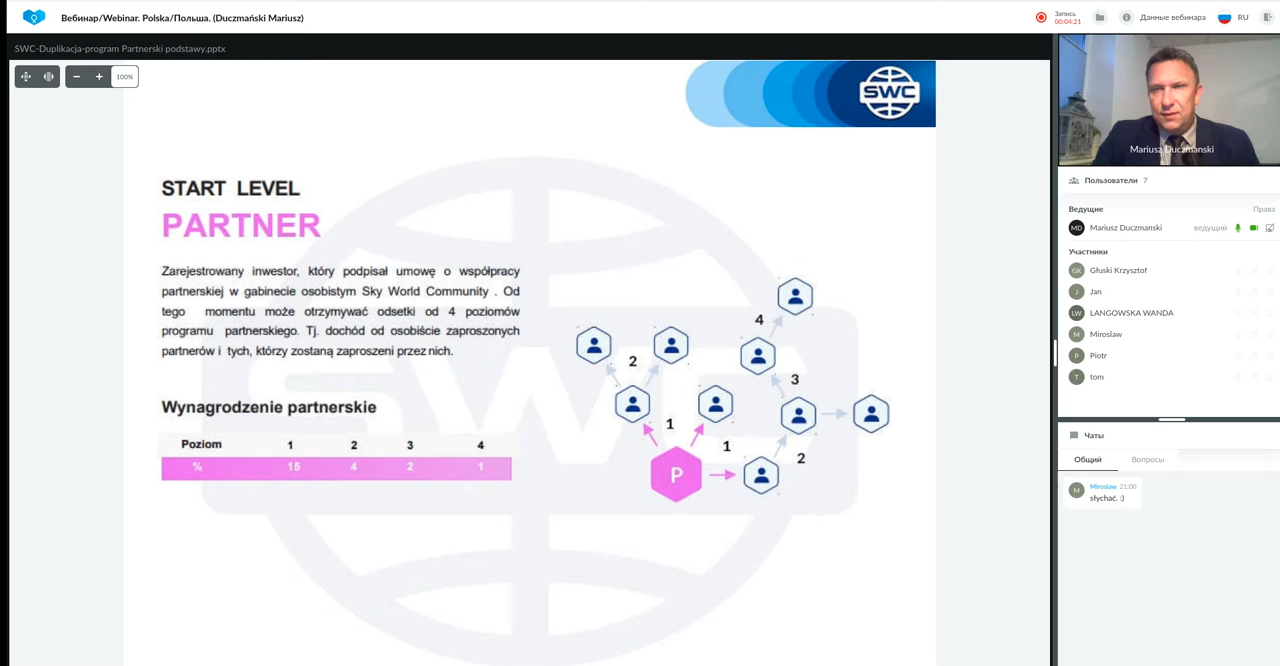 Вебинар/Webinar. Polska/Польша. (Duczmański Mariusz)
Запись
00:04:21
Данные вебинара
RU
SWC-Duplikacja-program Partnerski podstawy.pptx
100%
SWC
START LEVEL
PARTNER
Zarejestrowany inwestor, który podpisał umowę o współpracy
partnerskiej w gabinecie osobistym Sky World Community . Od
tego momentu może otrzymywać odsetki od 4 poziomów
programu partnerskiego. Tj. dochód od osobiście zaproszonych
partnerów i tych, którzy zostaną zaproszeni przez nich.
Wynagrodzenie partnerskie
Poziom 1 2 3 4
% 15 4 2 1
4
2
3
1
1
2
P
SWC
Mariusz Duczmanski
Пользователи 7
Ведущие Права
MD Mariusz Duczmanski ведущий
Участники
GK Głuski Krzysztof
J Jan
LW LANGOWSKA WANDA
M Miroslaw
P Piotr
T tom
Чаты
Общий Вопросы
M Miroslaw 21:00
słychać. :)